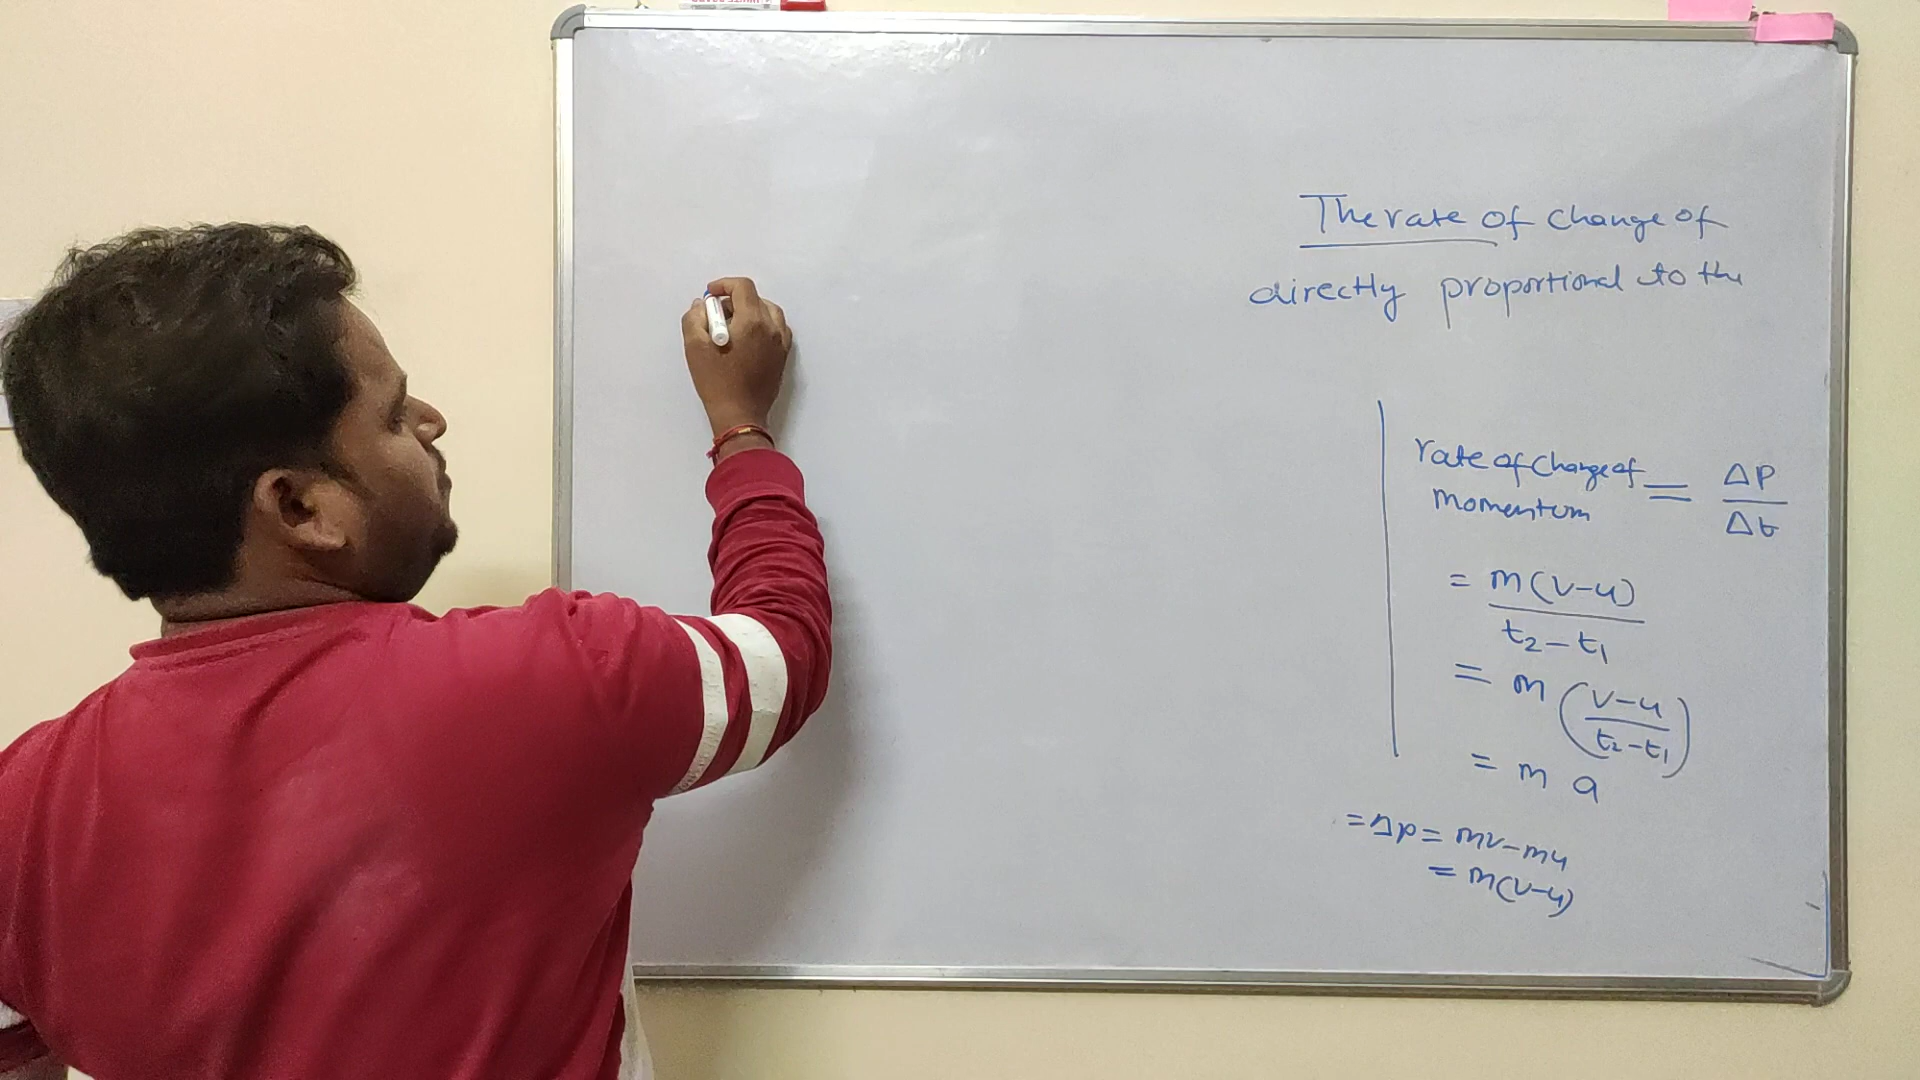 The rate of change of
directly proportional to the
rate of change of
momentum
= ΔP/Δt
= m(v-u)/t₂-t₁
= m (v-u/t₂-t₁)
= m a
= Δp = mv-mu
= m(v-u)